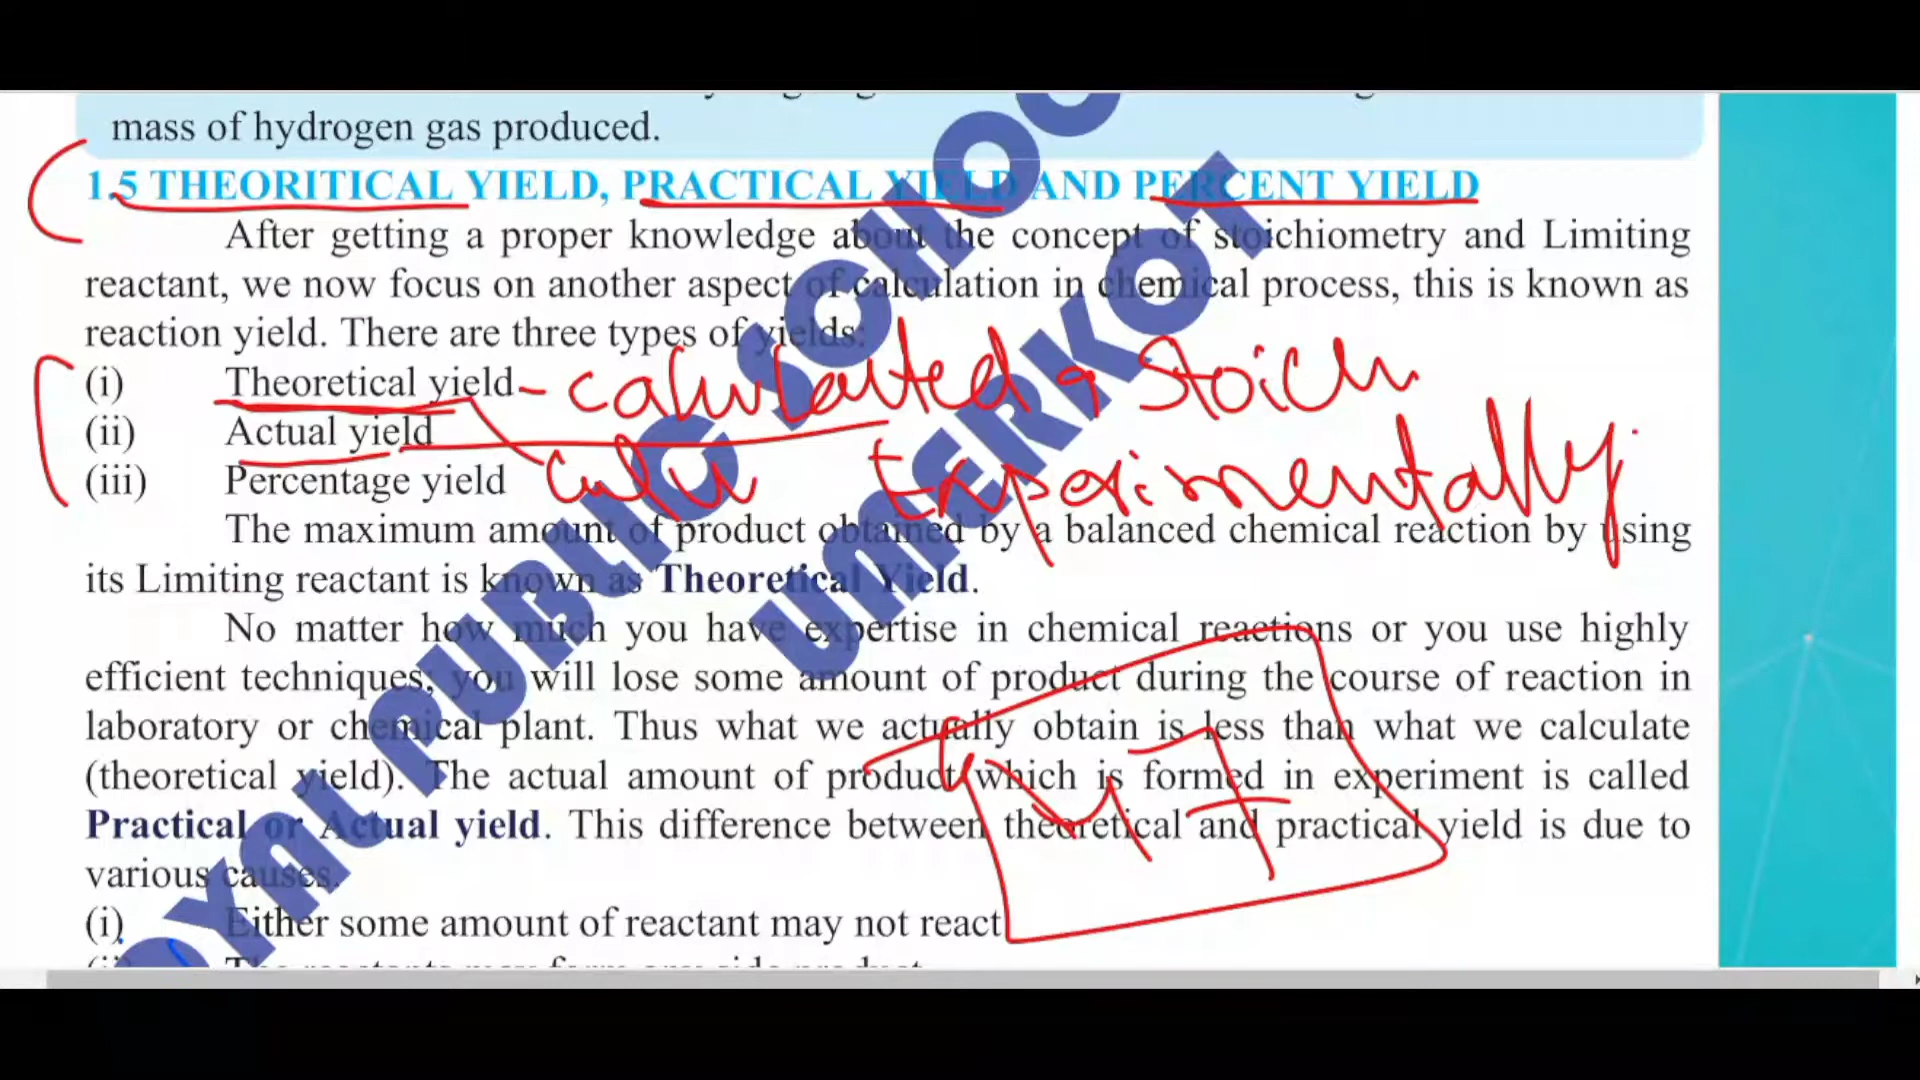 mass of hydrogen gas produced.
1.5 THEORITICAL YIELD, PRACTICAL YIELD AND PERCENT YIELD
After getting a proper knowledge about the concept of stoichiometry and Limiting
reactant, we now focus on another aspect of calculation in chemical process, this is known as
reaction yield. There are three types of yields:
(i) Theoretical yield - calculated Stoich
(ii) Actual yield Experimentally
(iii) Percentage yield
The maximum amount of product obtained by a balanced chemical reaction by using
its Limiting reactant is known as Theoretical Yield.
No matter how much you have expertise in chemical reactions or you use highly
efficient techniques, you will lose some amount of product during the course of reaction in
laboratory or chemical plant. Thus what we actually obtain is less than what we calculate
(theoretical yield). The actual amount of product which is formed in experiment is called
Practical or Actual yield. This difference between theoretical and practical yield is due to
various causes.
(i) Either some amount of reactant may not react
PUBLIC SCHOO
UMERKOT